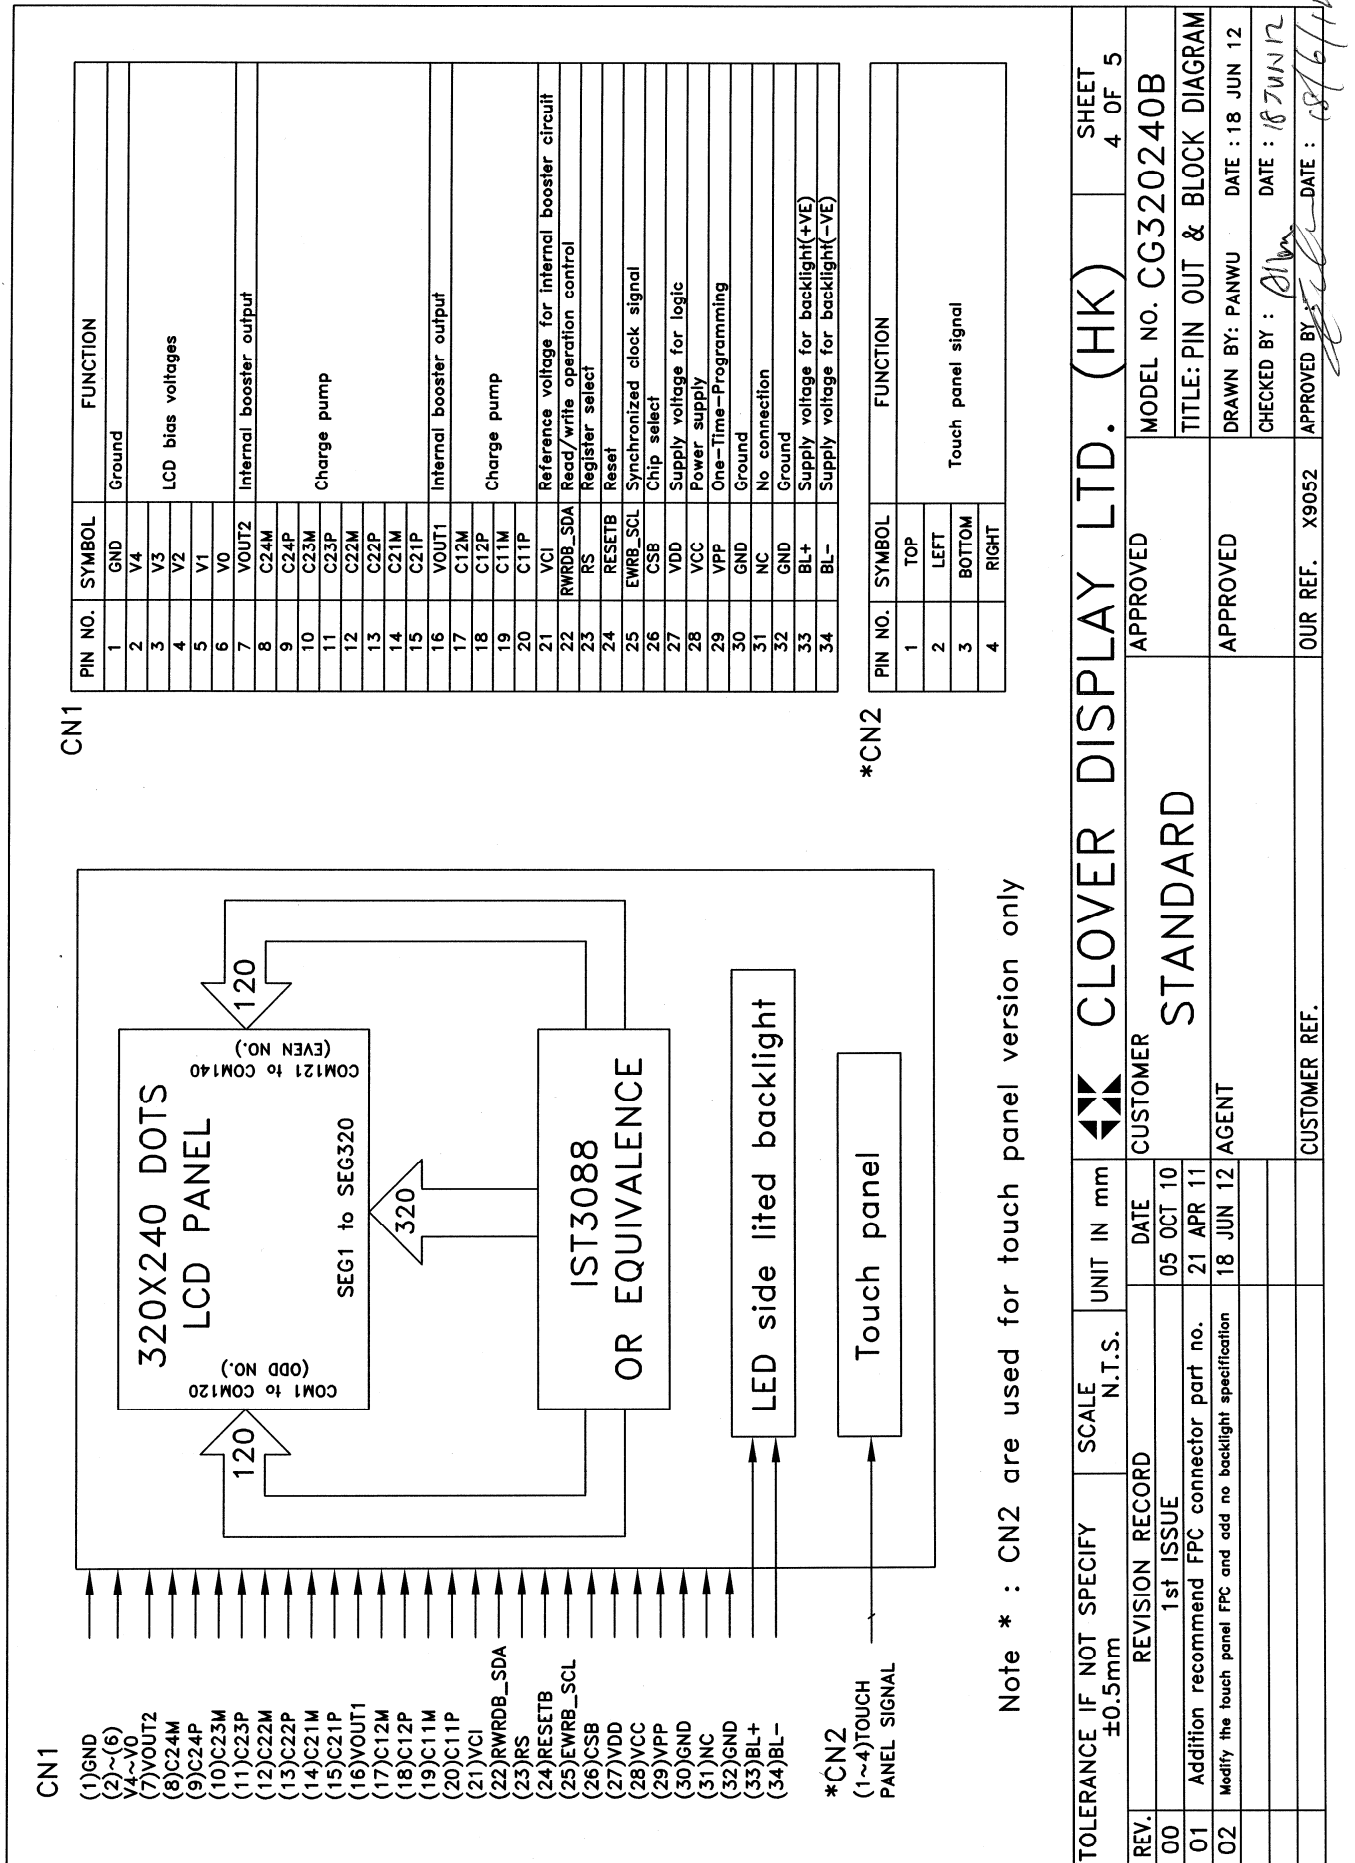 CN1
(1)GND
(2)~(6)
V4~V0
(7)VOUT2
(8)C24M
(9)C24P
(10)C23M
(11)C23P
(12)C22M
(13)C22P
(14)C21M
(15)C21P
(16)VOUT1
(17)C12M
(18)C12P
(19)C11M
(20)C11P
(21)VCI
(22)RWRDB_SDA
(23)RS
(24)RESETB
(25)EWRB_SCL
(26)CSB
(27)VDD
(28)VCC
(29)VPP
(30)GND
(31)NC
(32)GND
(33)BL+
(34)BL-
*CN2
(1~4)TOUCH
PANEL SIGNAL
320X240 DOTS
LCD PANEL
COM1 to COM120
(ODD NO.)
COM121 to COM140
(EVEN NO.)
SEG1 to SEG320
120
120
320
IST3088
OR EQUIVALENCE
LED side lited backlight
Touch panel
Note * : CN2 are used for touch panel version only
CN1
PIN NO. SYMBOL FUNCTION
1 GND Ground
2 V4
3 V3
4 V2 LCD bias voltages
5 V1
6 V0
7 VOUT2 Internal booster output
8 C24M
9 C24P
10 C23M
11 C23P Charge pump
12 C22M
13 C22P
14 C21M
15 C21P
16 VOUT1 Internal booster output
17 C12M
18 C12P Charge pump
19 C11M
20 C11P
21 VCI Reference voltage for internal booster circuit
22 RWRDB_SDA Read/write operation control
23 RS Register select
24 RESETB Reset
25 EWRB_SCL Synchronized clock signal
26 CSB Chip select
27 VDD Supply voltage for logic
28 VCC Power supply
29 VPP One-Time-Programming
30 GND Ground
31 NC No connection
32 GND Ground
33 BL+ Supply voltage for backlight(+VE)
34 BL- Supply voltage for backlight(-VE)
*CN2
PIN NO. SYMBOL FUNCTION
1 TOP
2 LEFT Touch panel signal
3 BOTTOM
4 RIGHT
TOLERANCE IF NOT SPECIFY
±0.5mm
SCALE
N.T.S.
UNIT IN mm
CLOVER DISPLAY LTD. (HK)
SHEET
4 OF 5
REV. REVISION RECORD DATE
00 1st ISSUE 05 OCT 10
01 Addition recommend FPC connector part no. 21 APR 11
02 Modify the touch panel FPC and add no backlight specification 18 JUN 12
CUSTOMER
STANDARD
AGENT
CUSTOMER REF.
APPROVED
APPROVED
OUR REF. X9052
MODEL NO. CG320240B
TITLE: PIN OUT & BLOCK DIAGRAM
DRAWN BY: PANWU DATE :18 JUN 12
CHECKED BY : DATE : 18 JUN 12
APPROVED BY : DATE :